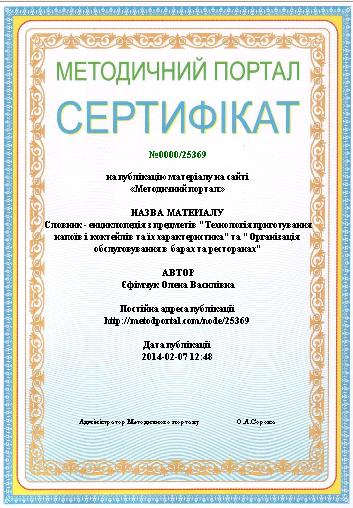 МЕТОДИЧНИЙ ПОРТАЛ
СЕРТИФІКАТ
№0000/25369
на публікацію матеріалу на сайті
«Методичний портал»
НАЗВА МАТЕРІАЛУ
Словник - енциклопедія з предметів "Технологія приготування
напоїв і коктейлів та їх характеристика" та "Організація
обслуговування в барах та ресторанах"
АВТОР
Єфімчук Олена Василівна
Постійна адреса публікації
http://metodportal.com/node/25369
Дата публікації
2014-02-07 12:48
Адміністратор Методичного порталу О.А.Сорока